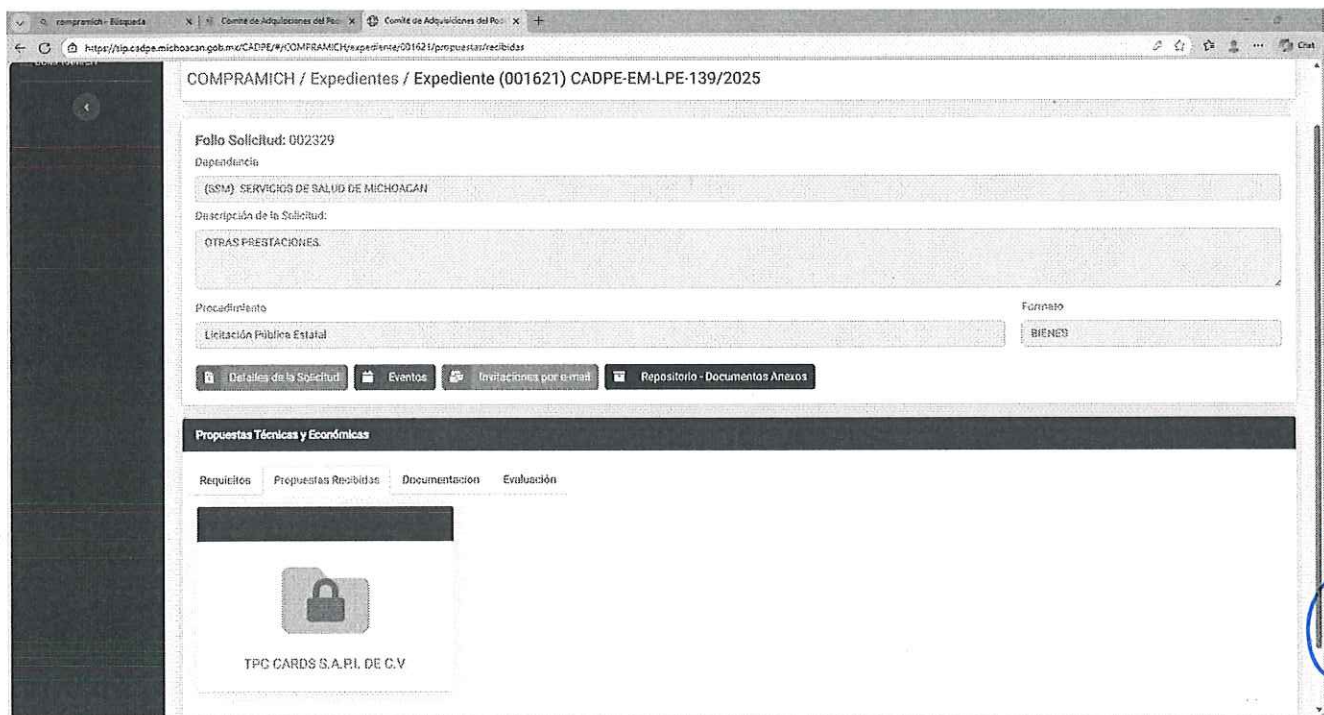 compramich - Búsqueda
Comité de Adquisiciones del Po
Comité de Adquisiciones del Po
https://tip.cadpe.michoacan.gob.mx/CADPE/#/COMPRAMICH/expediente/001621/propuestas/recibidas
Chat
COMPRAMICH / Expedientes / Expediente (001621) CADPE-EM-LPE-139/2025
Folio Solicitud: 002329
Dependencia
(SSM) SERVICIOS DE SALUD DE MICHOACAN
Descripción de la Solicitud:
OTRAS PRESTACIONES.
Procedimiento
Formato
Licitación Pública Estatal
BIENES
Detalles de la Solicitud
Eventos
Invitaciones por e-mail
Repositorio - Documentos Anexos
Propuestas Técnicas y Económicas
Requisitos
Propuestas Recibidas
Documentacion
Evaluación
TPC CARDS S.A.P.I. DE C.V